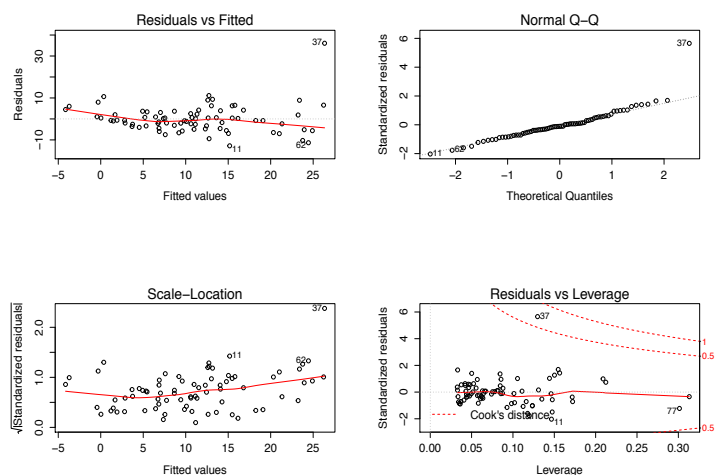 Residuals vs Fitted
Residuals
30
10
−10
37
11
62
−5 0 5 10 15 20 25
Fitted values
Normal Q−Q
Standardized residuals
6
4
2
0
−2
37
11
62
−2 −1 0 1 2
Theoretical Quantiles
Scale−Location
√|Standardized residuals|
2.0
1.0
0.0
37
11
62
−5 0 5 10 15 20 25
Fitted values
Residuals vs Leverage
Standardized residuals
6
4
2
0
−2
37
11
77
1
0.5
0.5
Cook's distance
0.00 0.05 0.10 0.15 0.20 0.25 0.30
Leverage